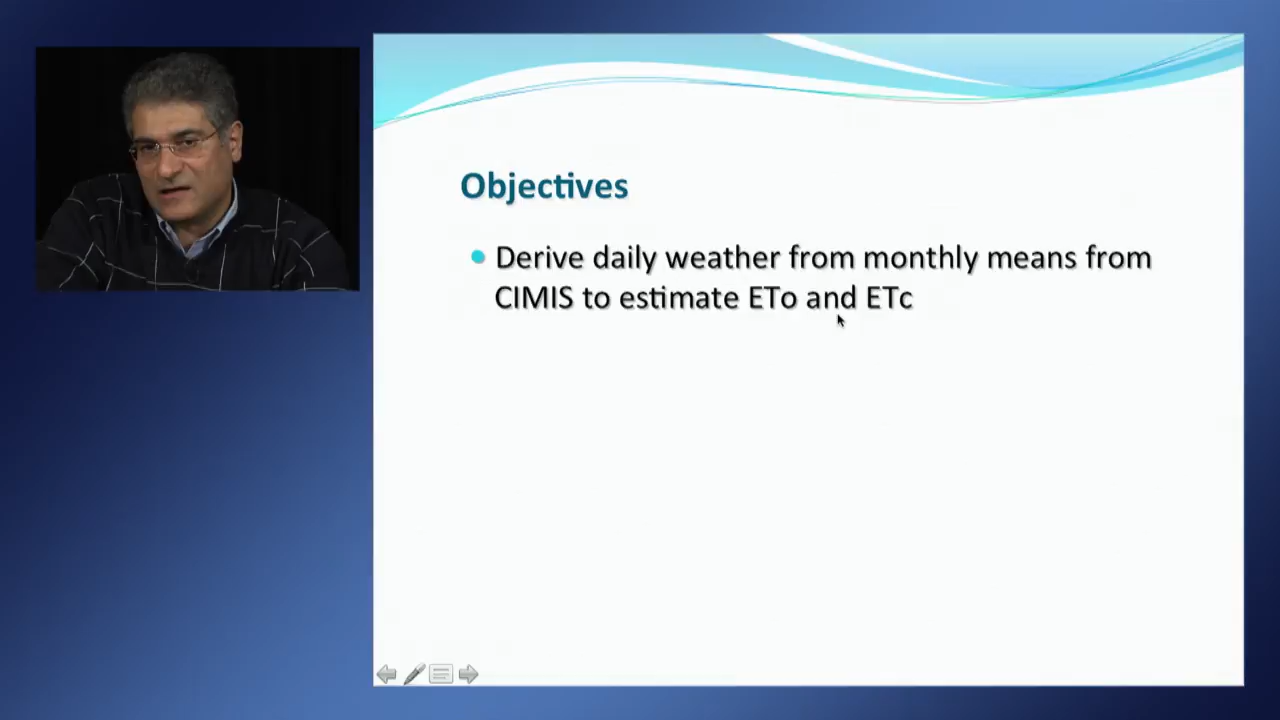 Objectives
Derive daily weather from monthly means from
CIMIS to estimate ETo and ETc